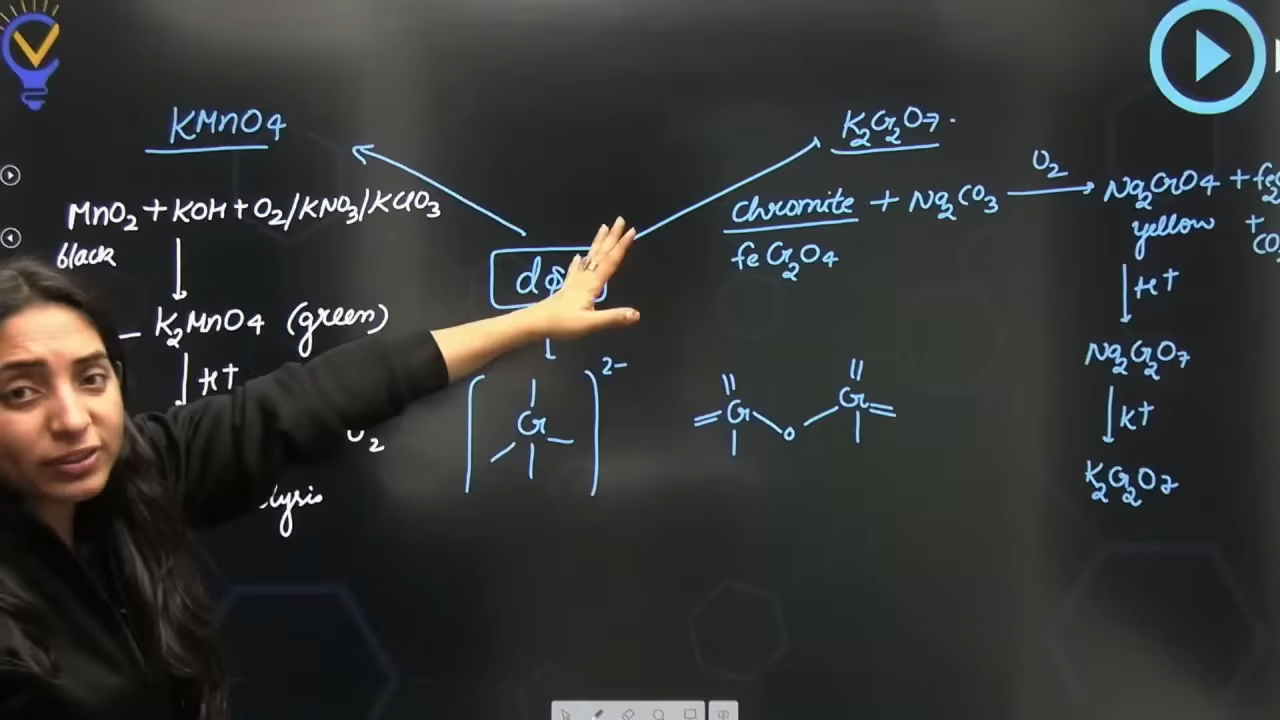 KMnO4
MnO2 + KOH + O2/KNO3/KClO3
black
K2MnO4 (green)
H+
2
K2Cr2O7.
chromite + Na2CO3
O2
Na2CrO4 +
feCr2O4
yellow +
H+
Na2Cr2O7
K+
K2Cr2O7
2-
Cr
Cr O Cr